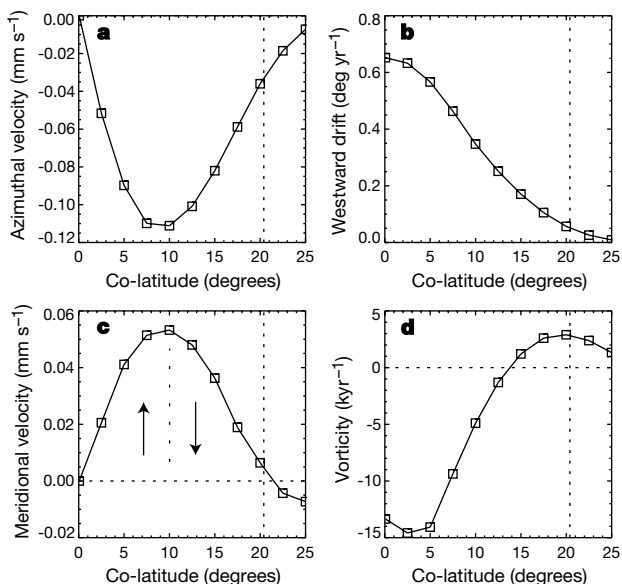 a
Azimuthal velocity (mm s⁻¹)
0
-0.02
-0.04
-0.06
-0.08
-0.10
-0.12
0 5 10 15 20 25
Co-latitude (degrees)
b
Westward drift (deg yr⁻¹)
0.8
0.6
0.4
0.2
0.0
0 5 10 15 20 25
Co-latitude (degrees)
c
Meridional velocity (mm s⁻¹)
0.06
0.04
0.02
0.00
-0.02
0 5 10 15 20 25
Co-latitude (degrees)
d
Vorticity (kyr⁻¹)
5
0
-5
-10
-15
0 5 10 15 20 25
Co-latitude (degrees)